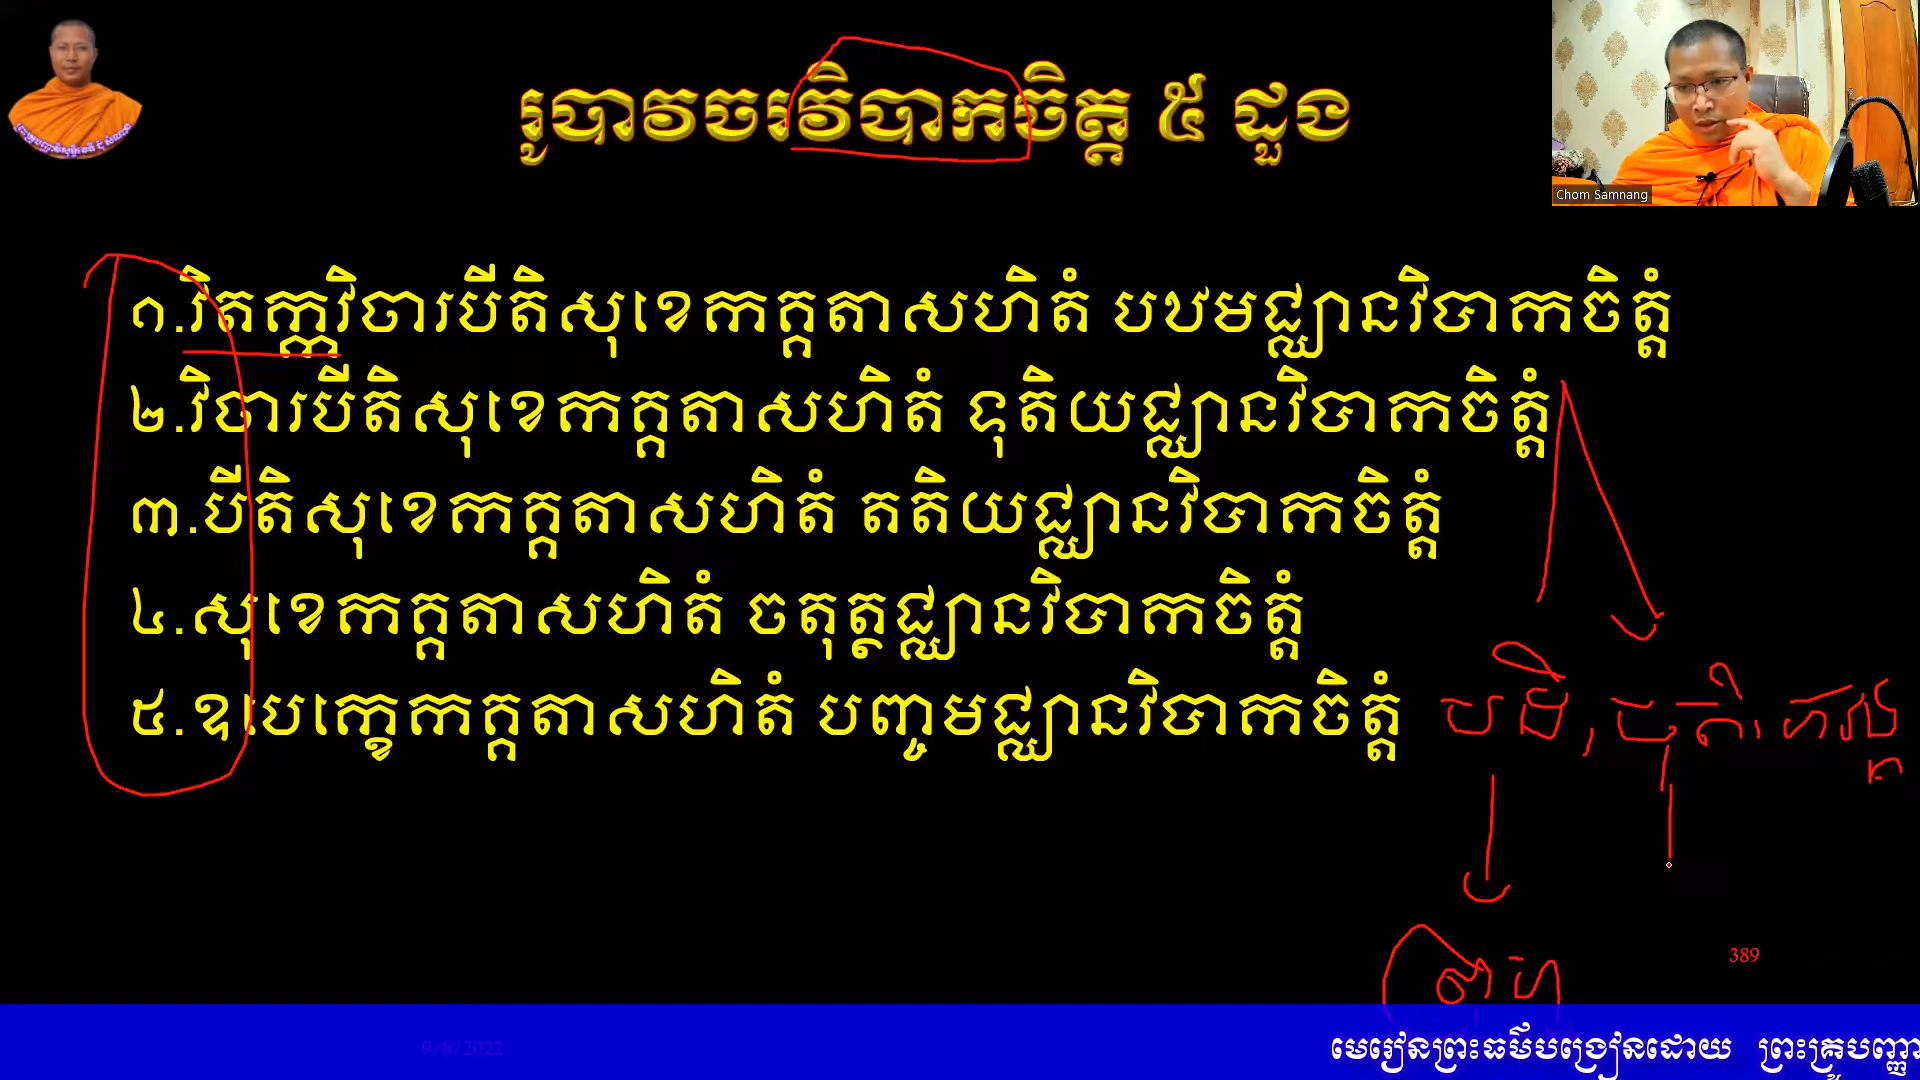 រូបាវចរវិបាកចិត្ត ៥ ដួង
Chom Samnang
១.វិតក្កវិចារបីតិសុខេកគ្គតាសហិតំ បឋមជ្ឈានវិបាកចិត្តំ
២.វិចារបីតិសុខេកគ្គតាសហិតំ ទុតិយជ្ឈានវិបាកចិត្តំ
៣.បីតិសុខេកគ្គតាសហិតំ តតិយជ្ឈានវិបាកចិត្តំ
៤.សុខេកគ្គតាសហិតំ ចតុត្ថជ្ឈានវិបាកចិត្តំ
៥.ឧបេក្ខេកគ្គតាសហិតំ បញ្ចមជ្ឈានវិបាកចិត្តំ
389
9/8/2022
មេរៀនព្រះធម៌បង្រៀនដោយ ព្រះគ្រូបញ្ញា